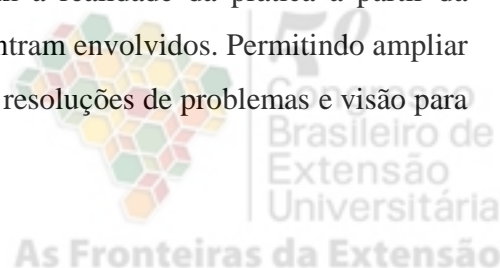 a realidade da prática a partir da
ntram envolvidos. Permitindo ampliar
resoluções de problemas e visão para
Congresso
Brasileiro de
Extensão
Universitária
As Fronteiras da Extensão